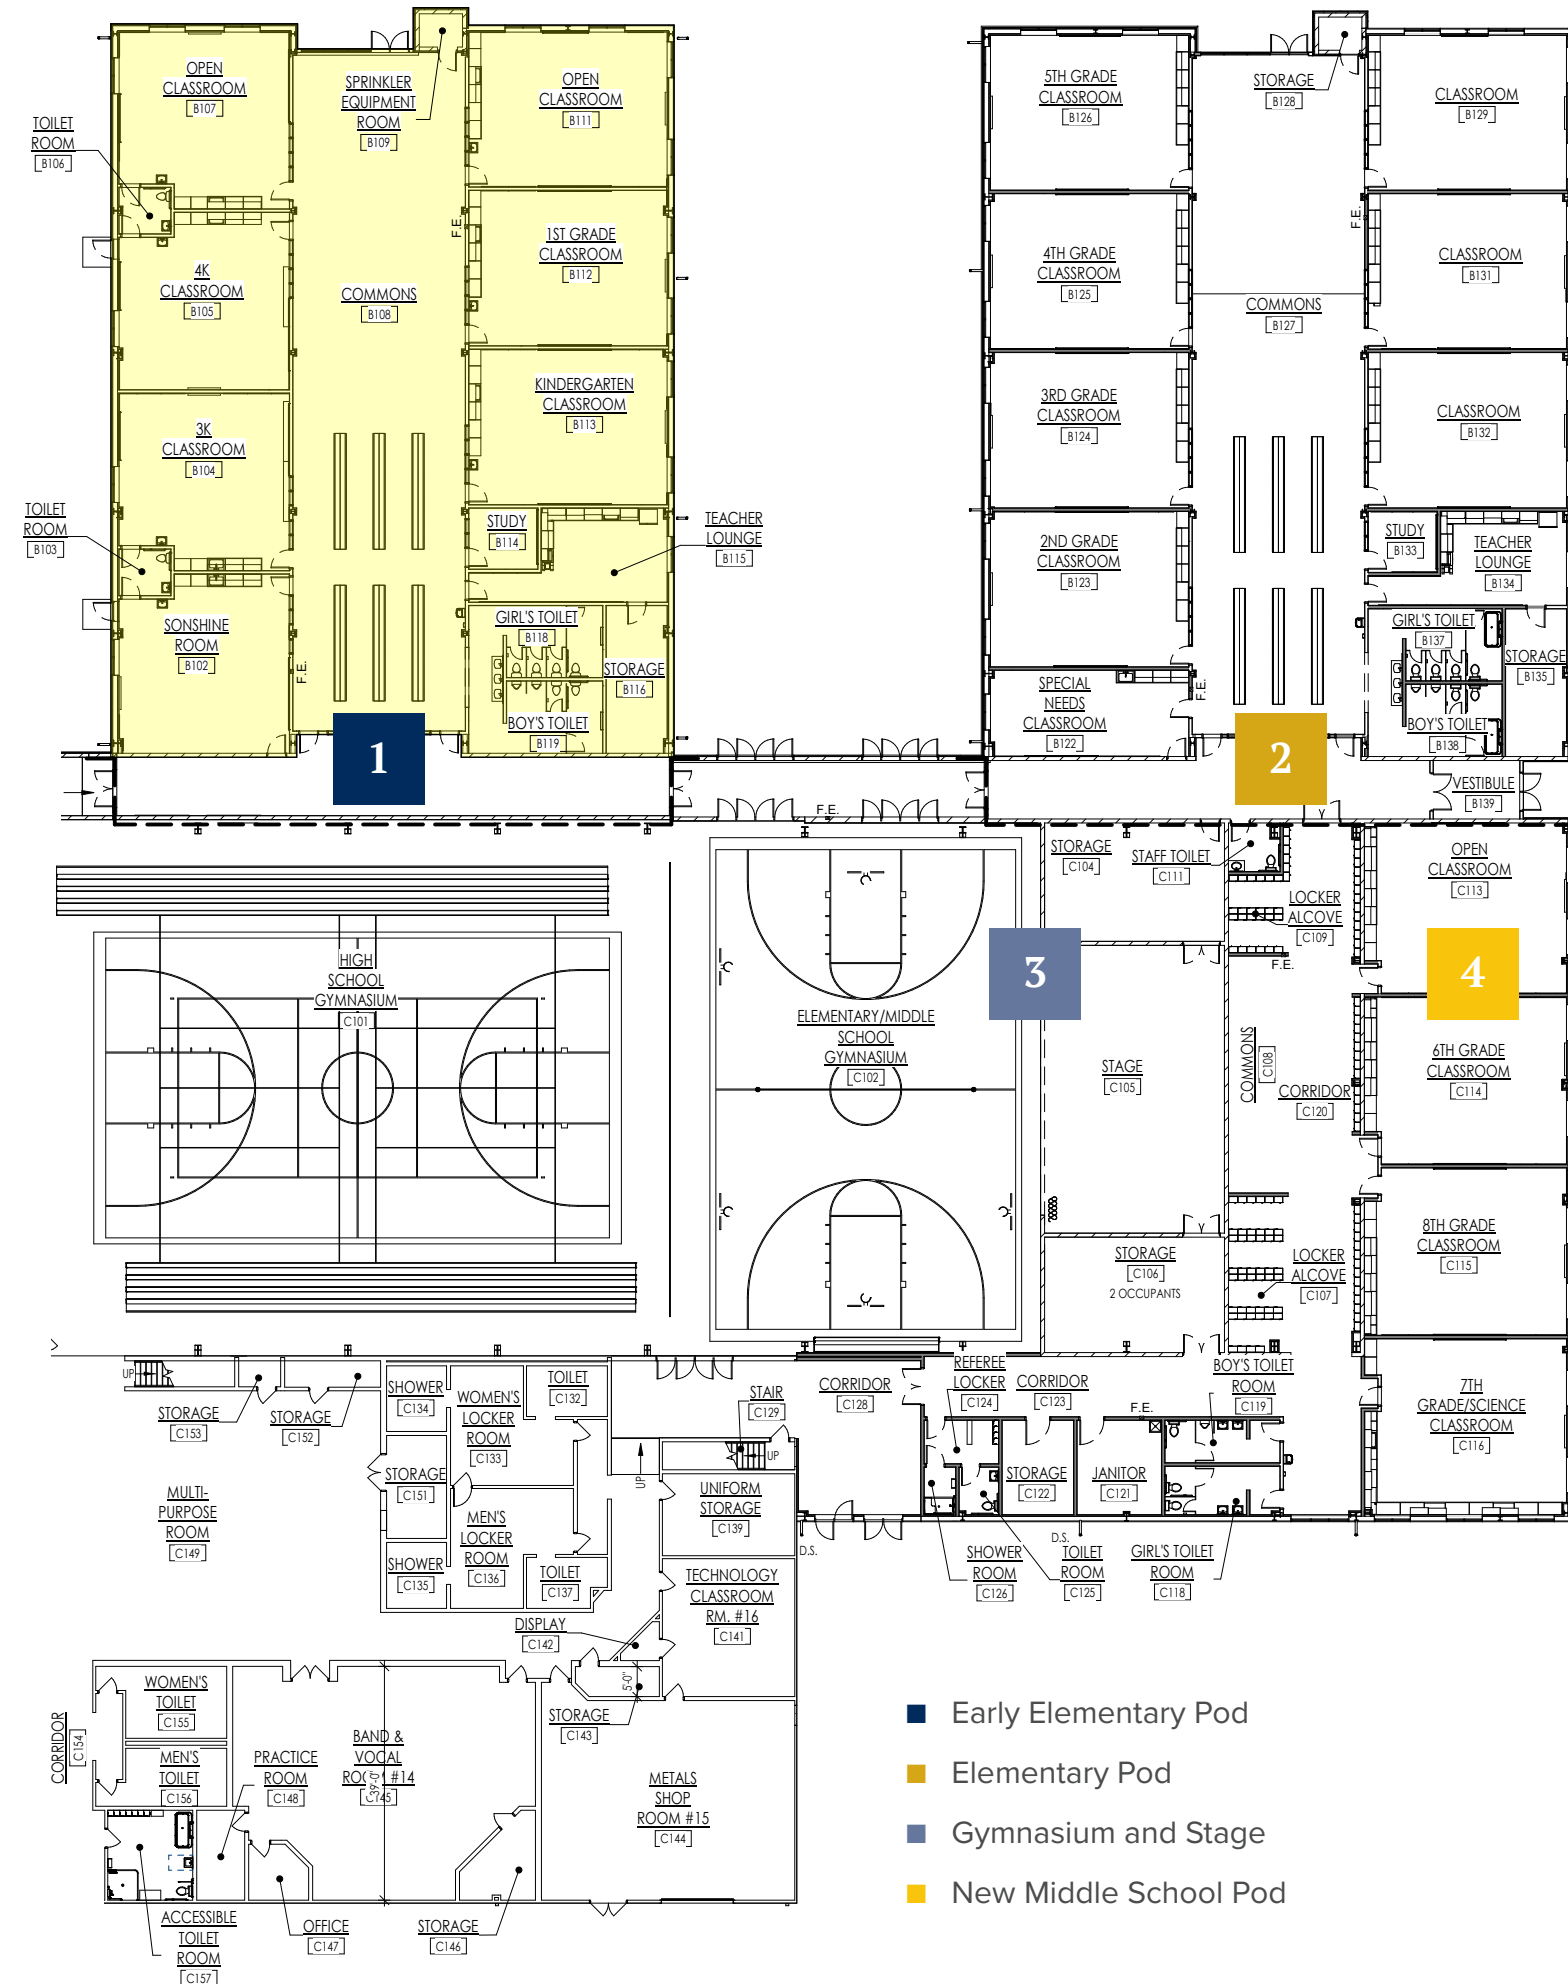 OPEN
CLASSROOM
B107
SPRINKLER
EQUIPMENT
ROOM
B109
OPEN
CLASSROOM
B111
TOILET
ROOM
B106
F.E.
4K
CLASSROOM
B105
COMMONS
B108
1ST GRADE
CLASSROOM
B112
3K
CLASSROOM
B104
KINDERGARTEN
CLASSROOM
B113
TOILET
ROOM
B103
STUDY
B114
TEACHER
LOUNGE
B115
SONSHINE
ROOM
B102
F.E.
GIRL'S TOILET
B118
STORAGE
B116
BOY'S TOILET
B119
1
5TH GRADE
CLASSROOM
B126
STORAGE
B128
CLASSROOM
B129
4TH GRADE
CLASSROOM
B125
F.E.
CLASSROOM
B131
COMMONS
B127
3RD GRADE
CLASSROOM
B124
CLASSROOM
B132
2ND GRADE
CLASSROOM
B123
STUDY
B133
TEACHER
LOUNGE
B134
SPECIAL
NEEDS
CLASSROOM
B122
F.E.
GIRL'S TOILET
B137
STORAGE
B135
BOY'S TOILET
B138
2
VESTIBULE
B139
F.E.
HIGH
SCHOOL
GYMNASIUM
C101
ELEMENTARY/MIDDLE
SCHOOL
GYMNASIUM
C102
3
STORAGE
C104
STAFF TOILET
C111
LOCKER
ALCOVE
C109
F.E.
OPEN
CLASSROOM
C113
4
STAGE
C105
COMMONS
C108
CORRIDOR
C120
6TH GRADE
CLASSROOM
C114
8TH GRADE
CLASSROOM
C115
STORAGE
C106
2 OCCUPANTS
LOCKER
ALCOVE
C107
7TH
GRADE/SCIENCE
CLASSROOM
C116
UP
STORAGE
C153
STORAGE
C152
SHOWER
C134
WOMEN'S
LOCKER
ROOM
C133
TOILET
C132
STAIR
C129
UP
CORRIDOR
C128
REFEREE
LOCKER
C124
CORRIDOR
C123
F.E.
BOY'S TOILET
ROOM
C119
STORAGE
C151
UP
UNIFORM
STORAGE
C139
STORAGE
C122
JANITOR
C121
MULTI-
PURPOSE
ROOM
C149
MEN'S
LOCKER
ROOM
C136
SHOWER
C135
TOILET
C137
D.S.
SHOWER
ROOM
C126
D.S.
TOILET
ROOM
C125
GIRL'S TOILET
ROOM
C118
TECHNOLOGY
CLASSROOM
RM. #16
C141
DISPLAY
C142
5'-0"
STORAGE
C143
WOMEN'S
TOILET
C155
CORRIDOR
C154
MEN'S
TOILET
C156
PRACTICE
ROOM
C148
BAND &
VOCAL
#14
C145
39'-0"
METALS
SHOP
ROOM #15
C144
ACCESSIBLE
TOILET
ROOM
C157
OFFICE
C147
STORAGE
C146
Early Elementary Pod
Elementary Pod
Gymnasium and Stage
New Middle School Pod